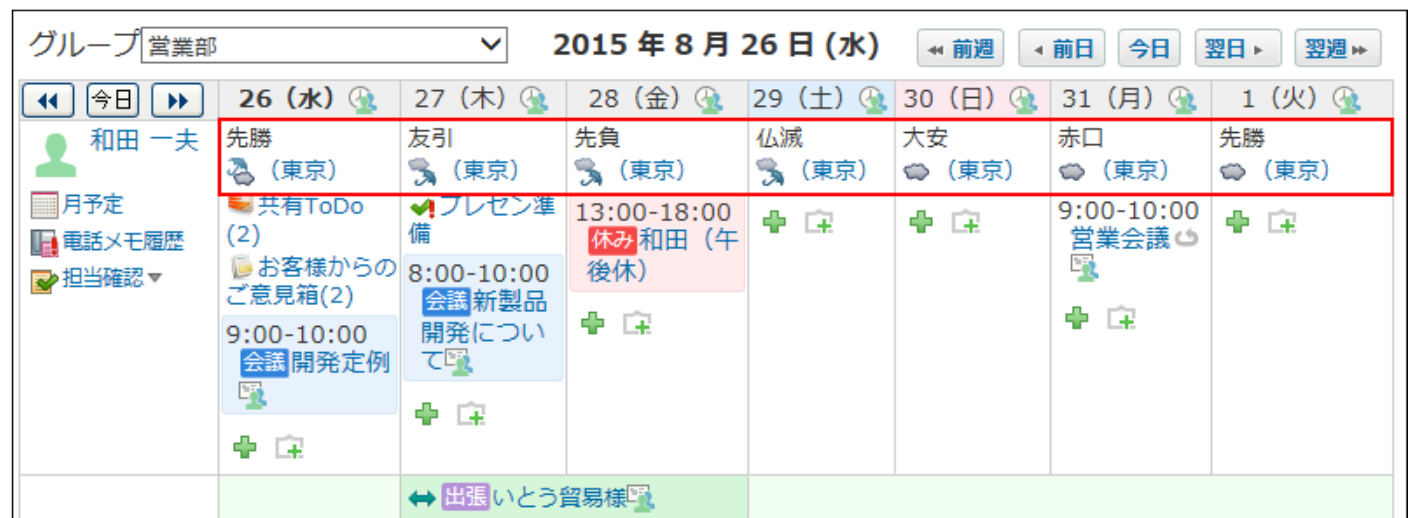 グループ 営業部 2015 年 8 月 26 日 (水) 前週 前日 今日 翌日 翌週
今日 26（水） 27（木） 28（金） 29（土） 30（日） 31（月） 1（火）
和田 一夫
月予定
電話メモ履歴
担当確認
先勝
（東京）
共有ToDo
(2)
お客様からの
ご意見箱(2)
9:00-10:00
会議 開発定例
友引
（東京）
プレゼン準
備
8:00-10:00
会議 新製品
開発につい
て
先負
（東京）
13:00-18:00
休み 和田（午
後休）
仏滅
（東京）
大安
（東京）
赤口
（東京）
9:00-10:00
営業会議
先勝
（東京）
出張 いとう貿易様